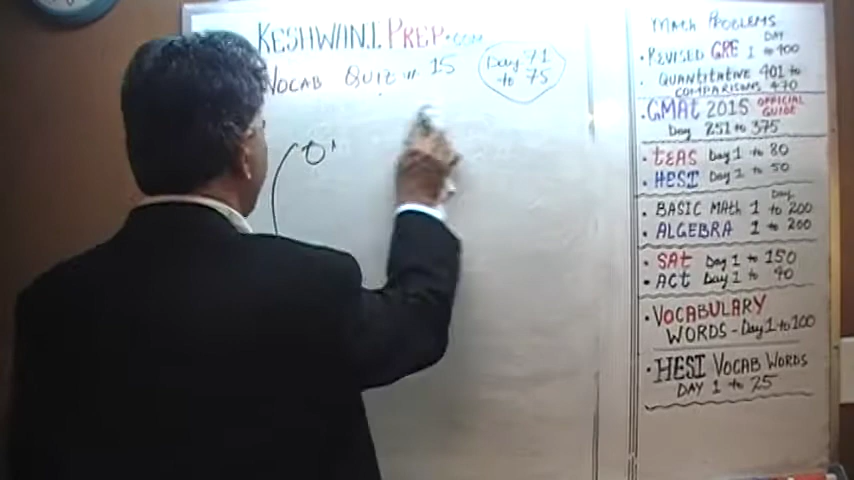 KESHWANIPREP.COM
VOCAB QUIZ # 15
Day 71
to 75
MATH PROBLEMS
DAY
• REVISED GRE 1 to 400
• QUANTITATIVE 401 to
COMPARISONS 470
• GMAT 2015 OFFICIAL
GUIDE
Day 251 to 375
• TEAS Day 1 to 80
• HESI Day 1 to 50
Day
• BASIC MATH 1 to 200
• ALGEBRA 1 to 200
• SAT Day 1 to 150
• ACT Day 1 to 40
• VOCABULARY
WORDS - Day 1 to 100
• HESI VOCAB WORDS
DAY 1 to 25